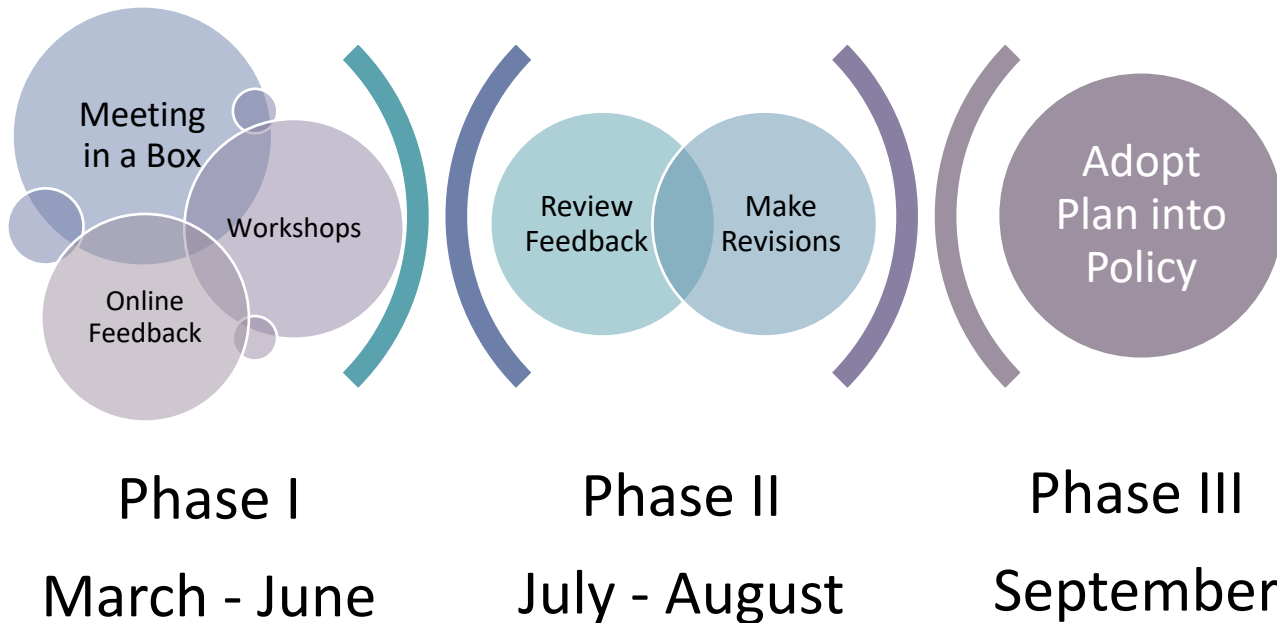 Meeting
in a Box
Workshops
Online
Feedback
Review
Feedback
Make
Revisions
Adopt
Plan into
Policy
Phase I
March - June
Phase II
July - August
Phase III
September